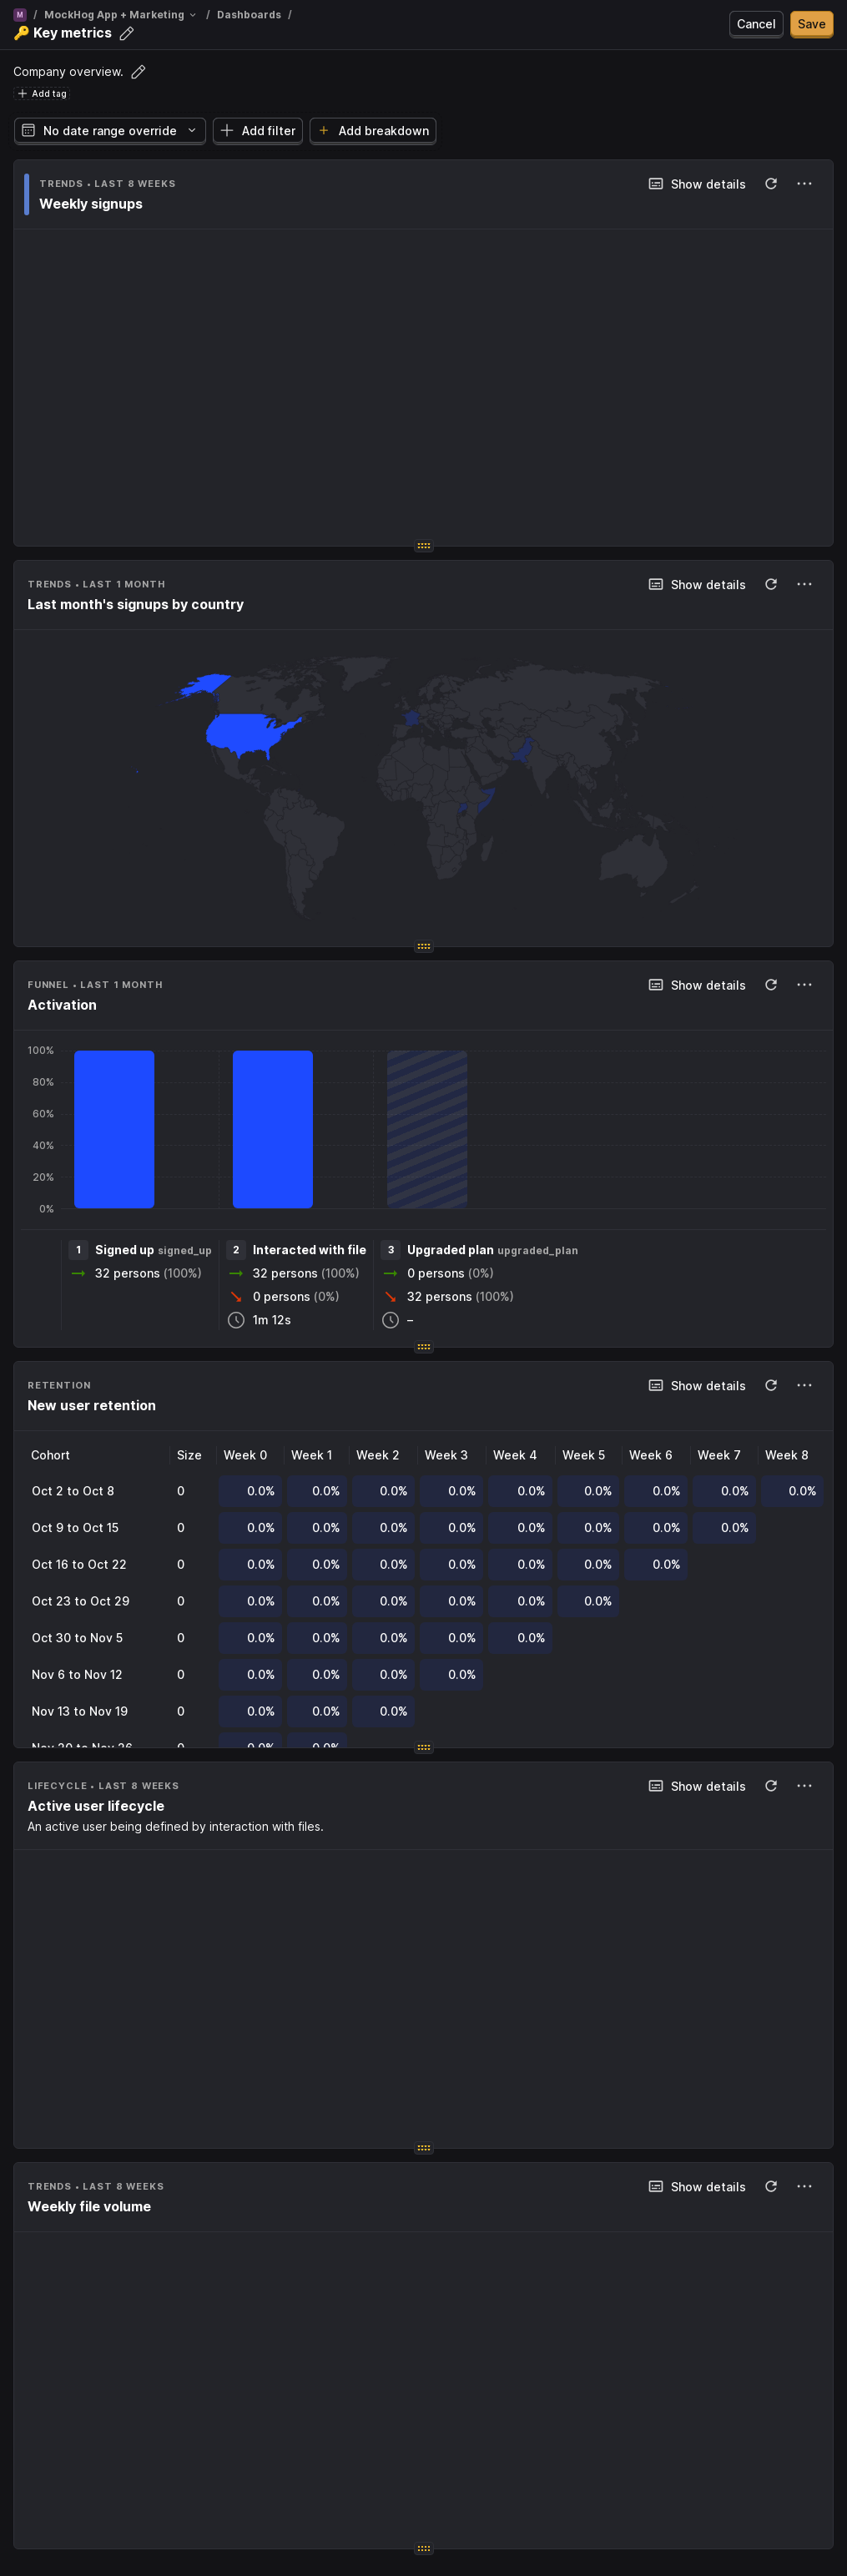 M / MockHog App + Marketing / Dashboards /
🔑 Key metrics
Cancel
Save
Company overview.
Add tag
No date range override
Add filter
Add breakdown
TRENDS • LAST 8 WEEKS
Show details
Weekly signups
TRENDS • LAST 1 MONTH
Show details
Last month's signups by country
FUNNEL • LAST 1 MONTH
Show details
Activation
100%
80%
60%
40%
20%
0%
1 Signed up signed_up
32 persons (100%)
2 Interacted with file
32 persons (100%)
0 persons (0%)
1m 12s
3 Upgraded plan upgraded_plan
0 persons (0%)
32 persons (100%)
–
RETENTION
Show details
New user retention
Cohort Size Week 0 Week 1 Week 2 Week 3 Week 4 Week 5 Week 6 Week 7 Week 8
Oct 2 to Oct 8 0 0.0% 0.0% 0.0% 0.0% 0.0% 0.0% 0.0% 0.0% 0.0%
Oct 9 to Oct 15 0 0.0% 0.0% 0.0% 0.0% 0.0% 0.0% 0.0% 0.0%
Oct 16 to Oct 22 0 0.0% 0.0% 0.0% 0.0% 0.0% 0.0% 0.0%
Oct 23 to Oct 29 0 0.0% 0.0% 0.0% 0.0% 0.0% 0.0%
Oct 30 to Nov 5 0 0.0% 0.0% 0.0% 0.0% 0.0%
Nov 6 to Nov 12 0 0.0% 0.0% 0.0% 0.0%
Nov 13 to Nov 19 0 0.0% 0.0% 0.0%
Nov 20 to Nov 26 0 0.0% 0.0%
LIFECYCLE • LAST 8 WEEKS
Show details
Active user lifecycle
An active user being defined by interaction with files.
TRENDS • LAST 8 WEEKS
Show details
Weekly file volume